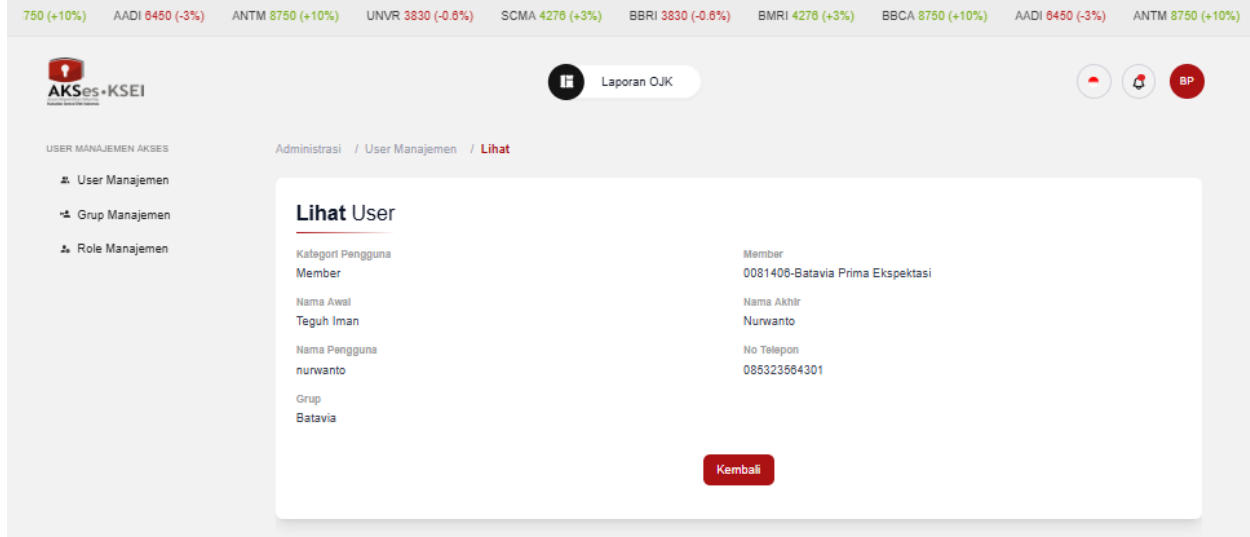 750 (+10%) AADI 6450 (-3%) ANTM 8750 (+10%) UNVR 3830 (-0.6%) SCMA 4276 (+3%) BBRI 3830 (-0.6%) BMRI 4276 (+3%) BBCA 8750 (+10%) AADI 6450 (-3%) ANTM 8750 (+10%)
AKSes•KSEI
Laporan OJK
BP
USER MANAJEMEN AKSES
User Manajemen
Grup Manajemen
Role Manajemen
Administrasi / User Manajemen / Lihat
Lihat User
Kategori Pengguna
Member
Member
0081406-Batavia Prima Ekspektasi
Nama Awal
Teguh Iman
Nama Akhir
Nurwanto
Nama Pengguna
nurwanto
No Telepon
085323564301
Grup
Batavia
Kembali